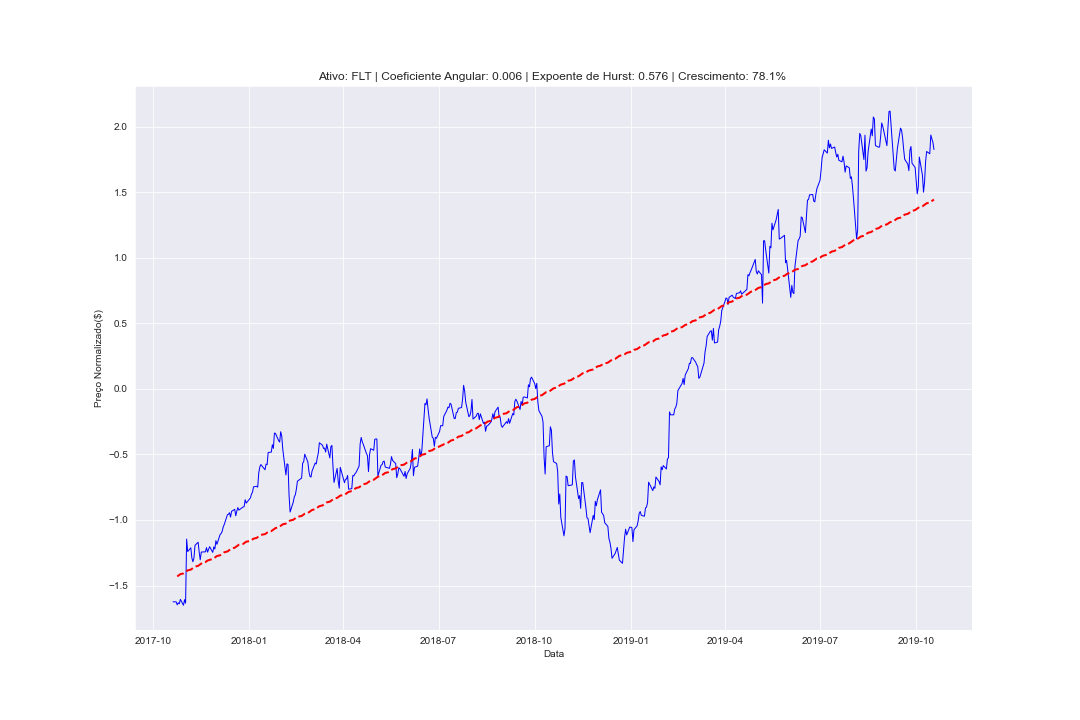 Ativo: FLT | Coeficiente Angular: 0.006 | Expoente de Hurst: 0.576 | Crescimento: 78.1%
Preço Normalizado($)
2.0
1.5
1.0
0.5
0.0
−0.5
−1.0
−1.5
2017-10 2018-01 2018-04 2018-07 2018-10 2019-01 2019-04 2019-07 2019-10
Data